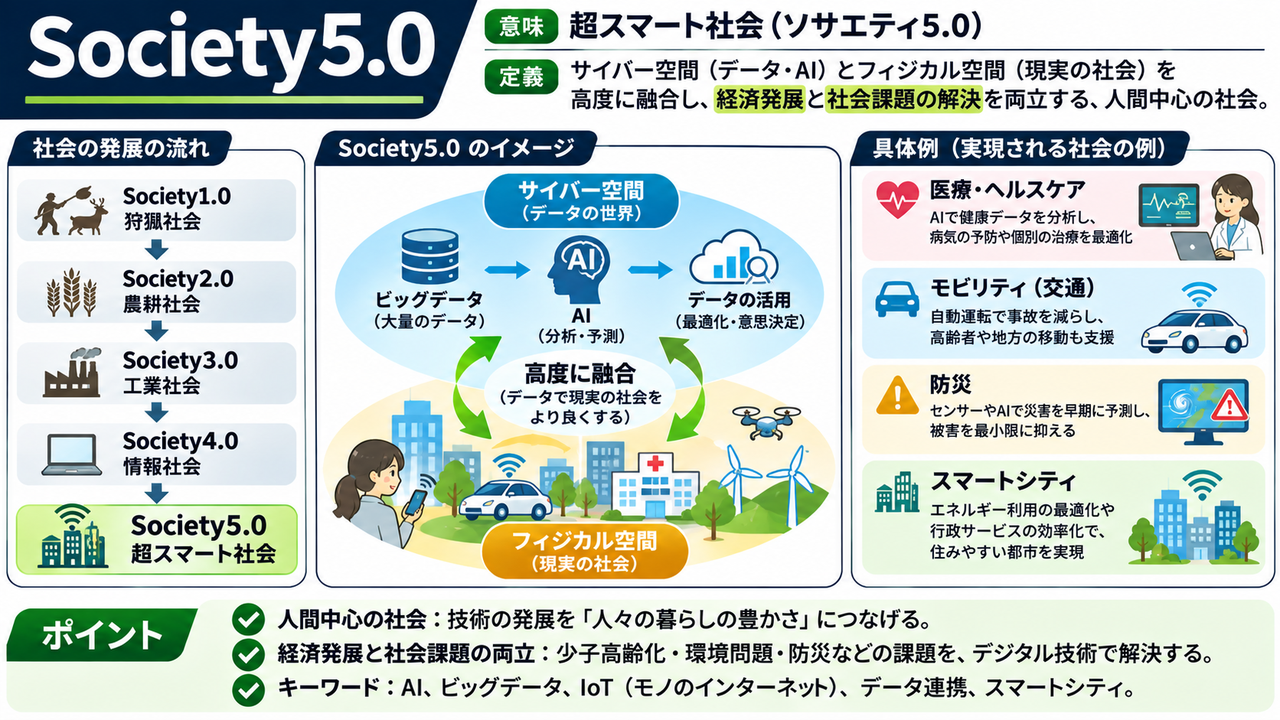 Society5.0
意味 超スマート社会（ソサエティ5.0）
定義 サイバー空間（データ・AI）とフィジカル空間（現実の社会）を
高度に融合し、経済発展と社会課題の解決を両立する、人間中心の社会。
社会の発展の流れ
Society1.0
狩猟社会
Society2.0
農耕社会
Society3.0
工業社会
Society4.0
情報社会
Society5.0
超スマート社会
Society5.0 のイメージ
サイバー空間
（データの世界）
ビッグデータ
（大量のデータ）
AI
AI
（分析・予測）
データの活用
（最適化・意思決定）
高度に融合
（データで現実の社会を
より良くする）
フィジカル空間
（現実の社会）
具体例（実現される社会の例）
医療・ヘルスケア
AIで健康データを分析し、
病気の予防や個別の治療を最適化
モビリティ（交通）
自動運転で事故を減らし、
高齢者や地方の移動も支援
防災
センサーやAIで災害を早期に予測し、
被害を最小限に抑える
スマートシティ
エネルギー利用の最適化や
行政サービスの効率化で、
住みやすい都市を実現
ポイント
人間中心の社会：技術の発展を「人々の暮らしの豊かさ」につなげる。
経済発展と社会課題の両立：少子高齢化・環境問題・防災などの課題を、デジタル技術で解決する。
キーワード：AI、ビッグデータ、IoT（モノのインターネット）、データ連携、スマートシティ。